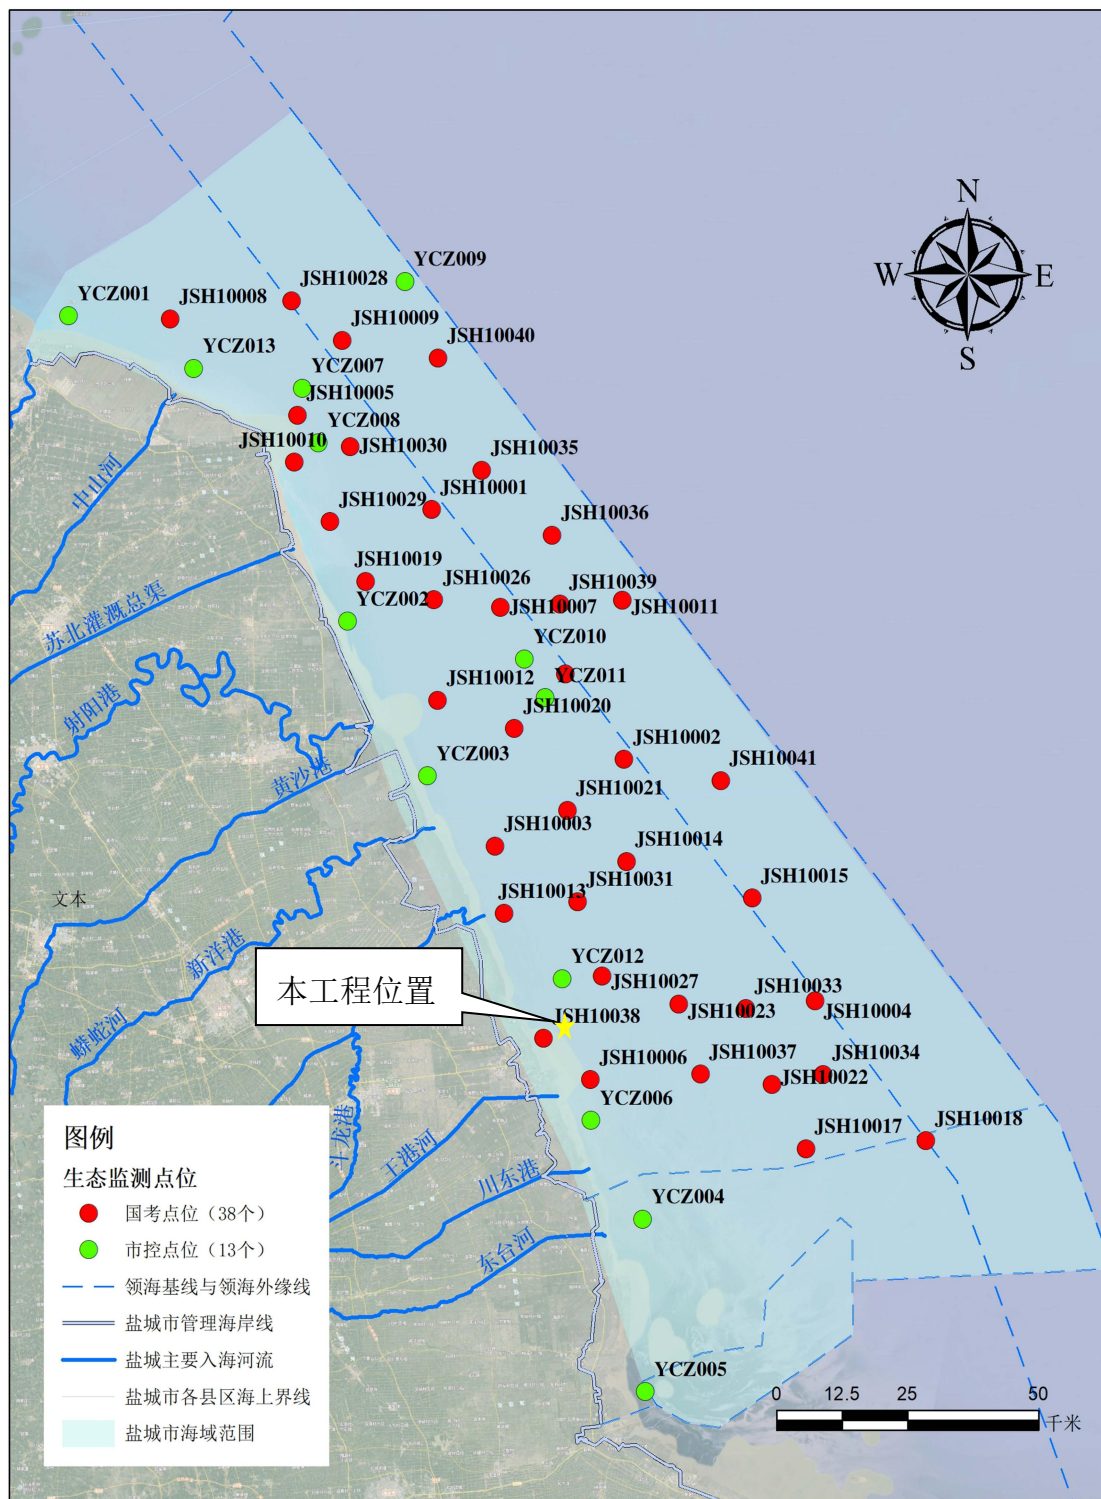 N
W
E
S
YCZ009
JSH10028
YCZ001
JSH10008
JSH10009
JSH10040
YCZ013
YCZ007
JSH10005
YCZ008
JSH10010
JSH10030
JSH10035
中山河
JSH10029
JSH10001
JSH10036
JSH10019
JSH10026
JSH10039
JSH10007
JSH10011
YCZ002
苏北灌溉总渠
YCZ010
YCZ011
射阳港
JSH10012
JSH10020
JSH10002
YCZ003
JSH10041
黄沙港
JSH10021
JSH10003
JSH10014
JSH10031
JSH10015
JSH10013
文本
新洋港
YCZ012
本工程位置
JSH10027
JSH10033
JSH10023
JSH10004
JSH10038
蟒蛇河
JSH10006
JSH10037
JSH10034
JSH10022
YCZ006
斗龙港
王港河
JSH10017
JSH10018
川东港
YCZ004
东台河
YCZ005
图例
生态监测点位
国考点位（38个）
市控点位（13个）
领海基线与领海外缘线
盐城市管理海岸线
盐城主要入海河流
盐城市各县区海上界线
盐城市海域范围
0 12.5 25 50
千米